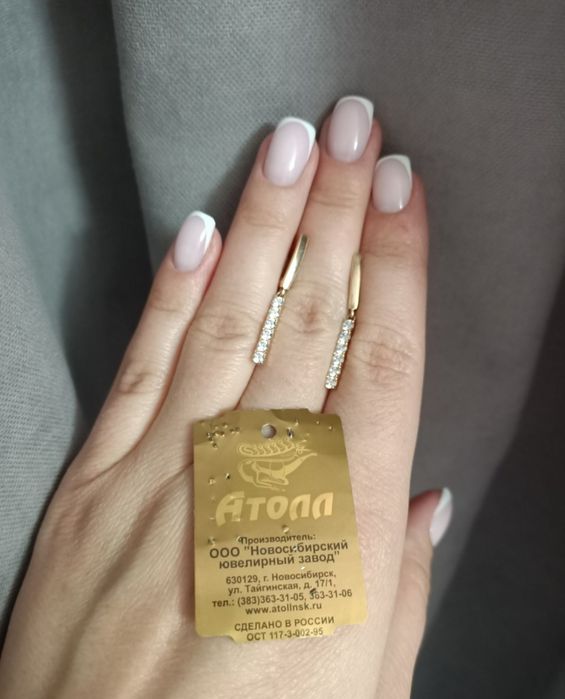 Атолл
Производитель:
ООО "Новосибирский
ювелирный завод"
630129, г. Новосибирск,
ул. Тайгинская, д. 17/1,
тел.: (383)363-31-05, 363-31-06
www.atollnsk.ru
СДЕЛАНО В РОССИИ
ОСТ 117-3-002-95